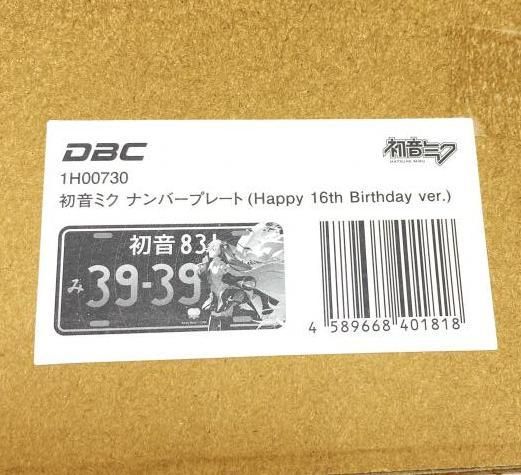 DBC
初音ミク
HATSUNE MIKU
1H00730
初音ミク ナンバープレート (Happy 16th Birthday ver.)
初音 831
み 39-39
4 589668 401818